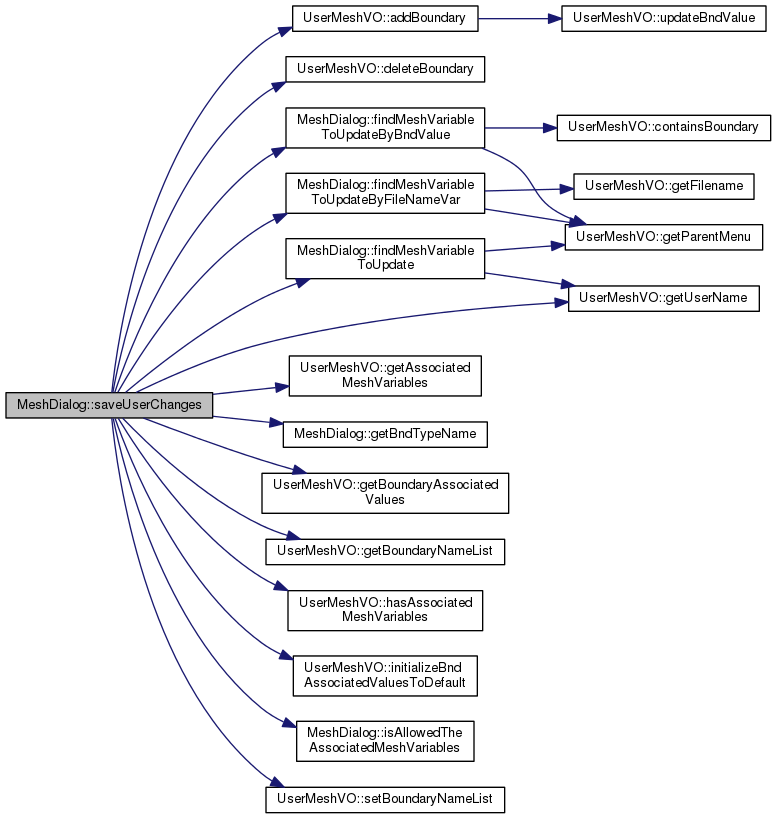 UserMeshVO::addBoundary
UserMeshVO::updateBndValue
UserMeshVO::deleteBoundary
MeshDialog::findMeshVariable
ToUpdateByBndValue
UserMeshVO::containsBoundary
MeshDialog::findMeshVariable
ToUpdateByFileNameVar
UserMeshVO::getFilename
UserMeshVO::getParentMenu
MeshDialog::findMeshVariable
ToUpdate
UserMeshVO::getUserName
UserMeshVO::getAssociated
MeshVariables
MeshDialog::saveUserChanges
MeshDialog::getBndTypeName
UserMeshVO::getBoundaryAssociated
Values
UserMeshVO::getBoundaryNameList
UserMeshVO::hasAssociated
MeshVariables
UserMeshVO::initializeBnd
AssociatedValuesToDefault
MeshDialog::isAllowedThe
AssociatedMeshVariables
UserMeshVO::setBoundaryNameList